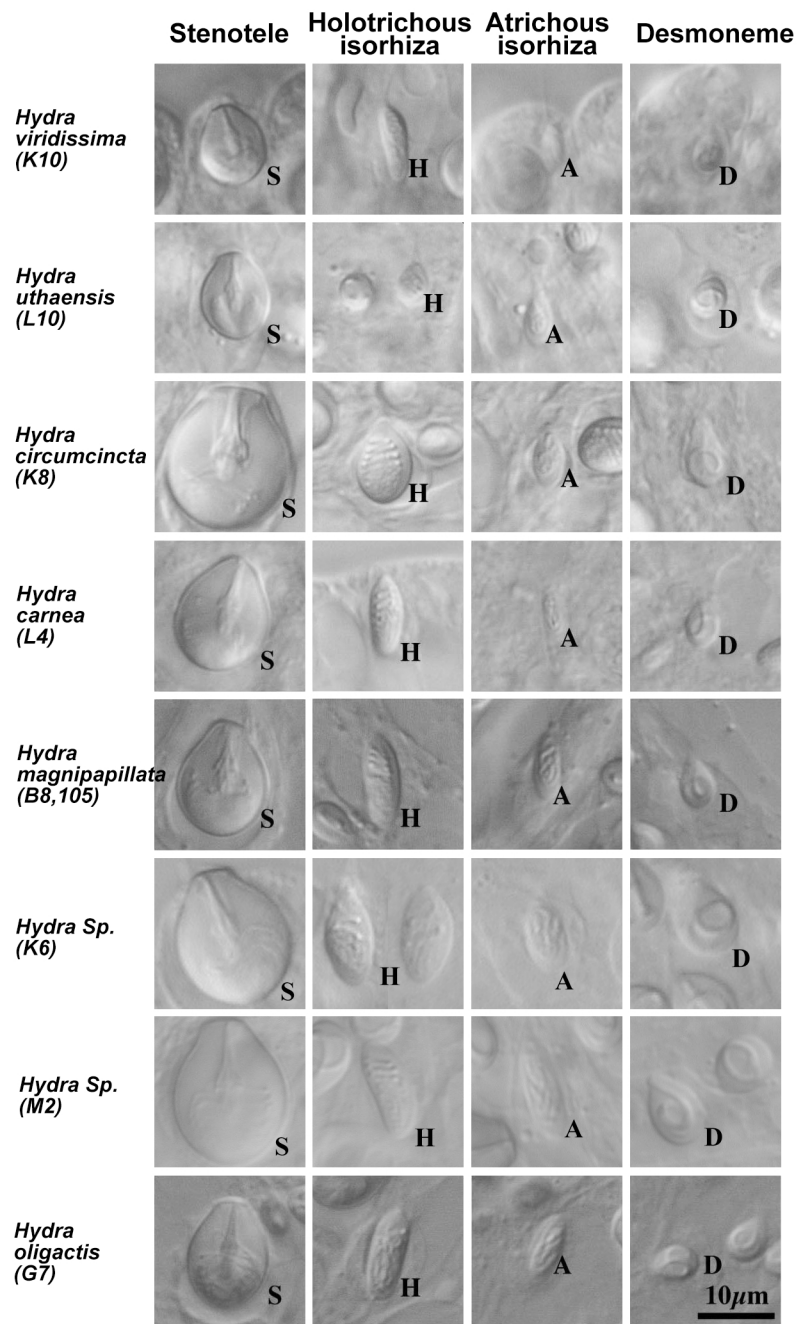 Stenotele Holotrichous isorhiza Atrichous isorhiza Desmoneme
Hydra
viridissima
(K10)
S H A D
Hydra
uthaensis
(L10)
S H A D
Hydra
circumcincta
(K8)
S H A D
Hydra
carnea
(L4)
S H A D
Hydra
magnipapillata
(B8,105)
S H A D
Hydra Sp.
(K6)
S H A D
Hydra Sp.
(M2)
S H A D
Hydra
oligactis
(G7)
S H A D
10μm